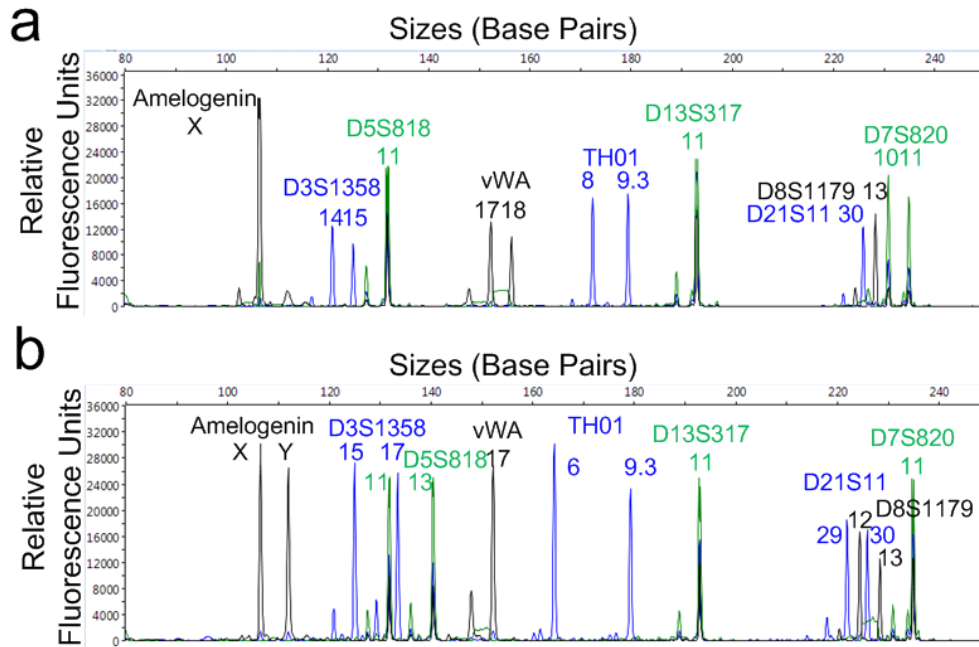 a
Sizes (Base Pairs)
80 100 120 140 160 180 200 220 240
Relative
Fluorescence Units
36000
32000
28000
24000
20000
16000
12000
8000
4000
0
Amelogenin
X
D3S1358
1415
D5S818
11
vWA
1718
TH01
8 9.3
D13S317
11
D7S820
1011
D8S1179 13
D21S11 30
b
Sizes (Base Pairs)
80 100 120 140 160 180 200 220 240
Relative
Fluorescence Units
36000
32000
28000
24000
20000
16000
12000
8000
4000
0
Amelogenin
X Y
D3S1358
15 17
D5S818
11 13
vWA
17
TH01
6 9.3
D13S317
11
D7S820
11
D21S11
29 30
D8S1179
12
13